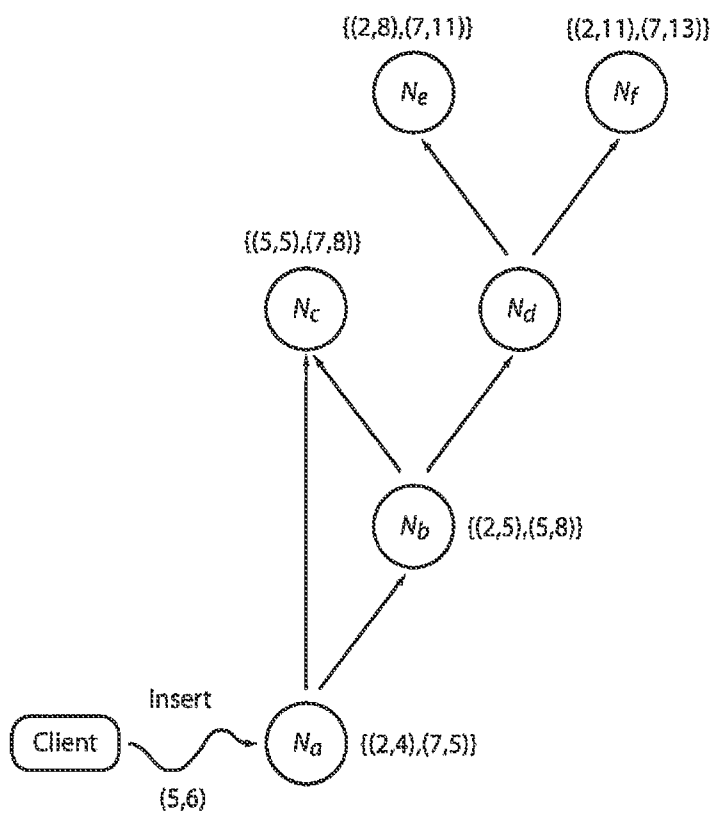 {(2,8),(7,11)} {(2,11),(7,13)}
Ne Nf
{(5,5),(7,8)}
Nc Nd
Nb {(2,5),(5,8)}
Insert
Client Na {(2,4),(7,5)}
(5,6)